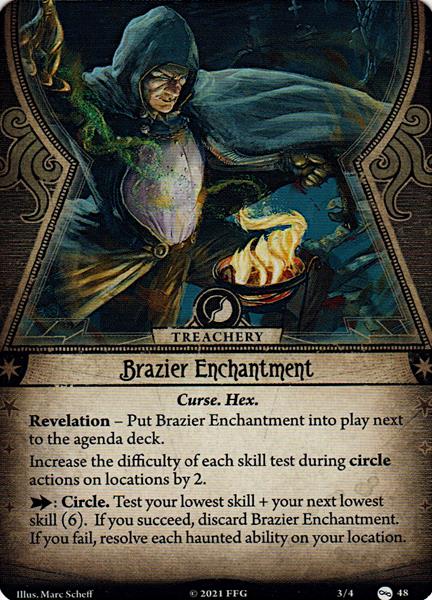 TREACHERY
Brazier Enchantment
Curse. Hex.
Revelation – Put Brazier Enchantment into play next
to the agenda deck.
Increase the difficulty of each skill test during circle
actions on locations by 2.
: Circle. Test your lowest skill + your next lowest
skill (6). If you succeed, discard Brazier Enchantment.
If you fail, resolve each haunted ability on your location.
Illus. Marc Scheff © 2021 FFG 3/4 48